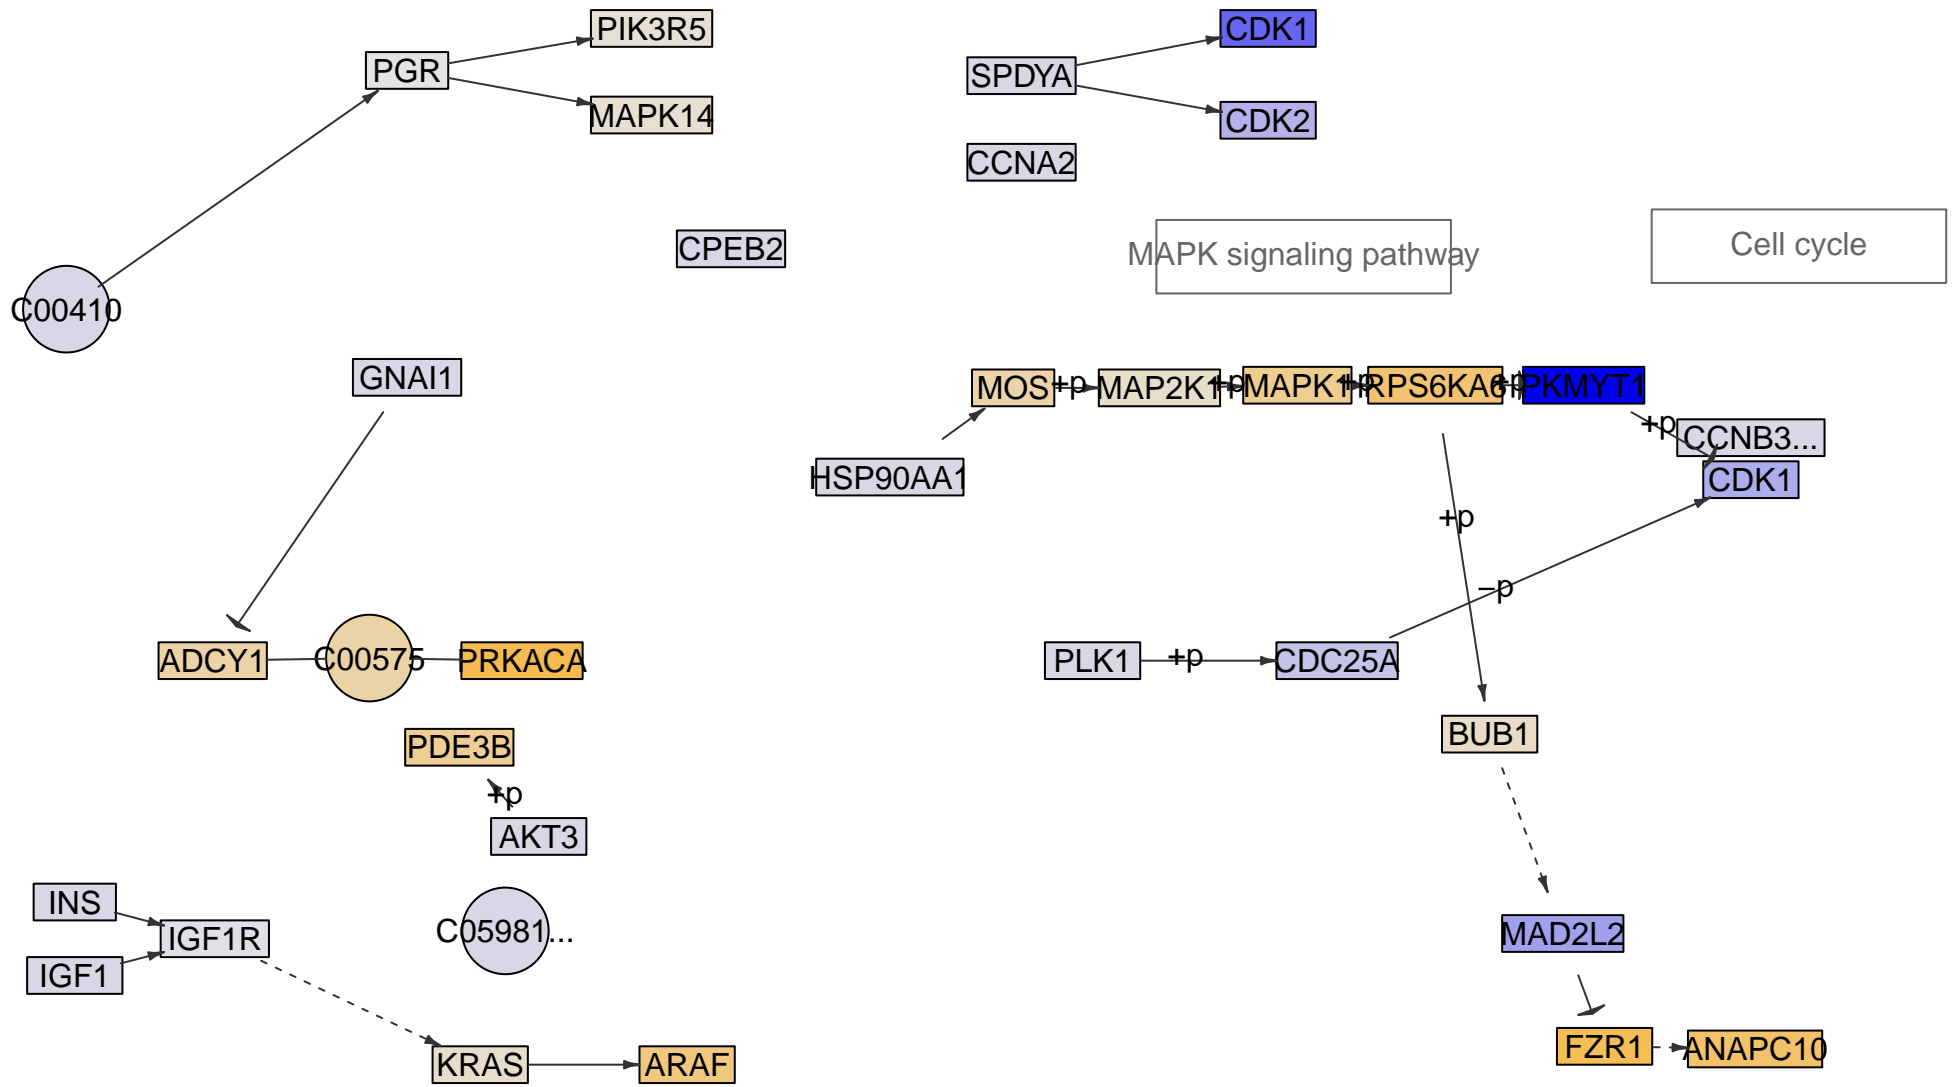 PIK3R5
CDK1
PGR
SPDYA
MAPK14
CDK2
CCNA2
CPEB2
MAPK signaling pathway
Cell cycle
C00410
GNAI1
MOS
+p
MAP2K1
+p
MAPK1
+p
RPS6KA6
+p
PKMYT1
+p
CCNB3...
HSP90AA1
CDK1
+p
−p
ADCY1
C00575
PRKACA
PLK1
+p
CDC25A
BUB1
PDE3B
+p
AKT3
INS
IGF1R
C05981...
MAD2L2
IGF1
KRAS
ARAF
FZR1
ANAPC10